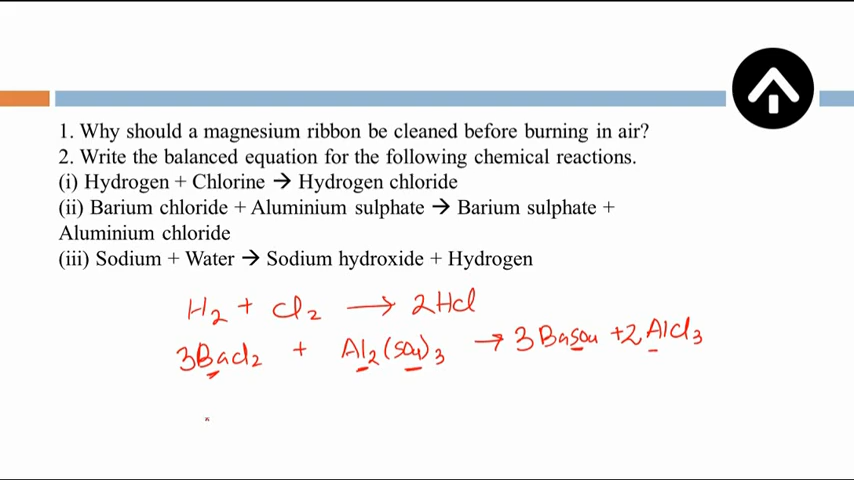 1. Why should a magnesium ribbon be cleaned before burning in air?
2. Write the balanced equation for the following chemical reactions.
(i) Hydrogen + Chlorine → Hydrogen chloride
(ii) Barium chloride + Aluminium sulphate → Barium sulphate +
Aluminium chloride
(iii) Sodium + Water → Sodium hydroxide + Hydrogen
H₂ + Cl₂ → 2HCl
3BaCl₂ + Al₂(SO₄)₃ → 3BaSO₄ + 2AlCl₃